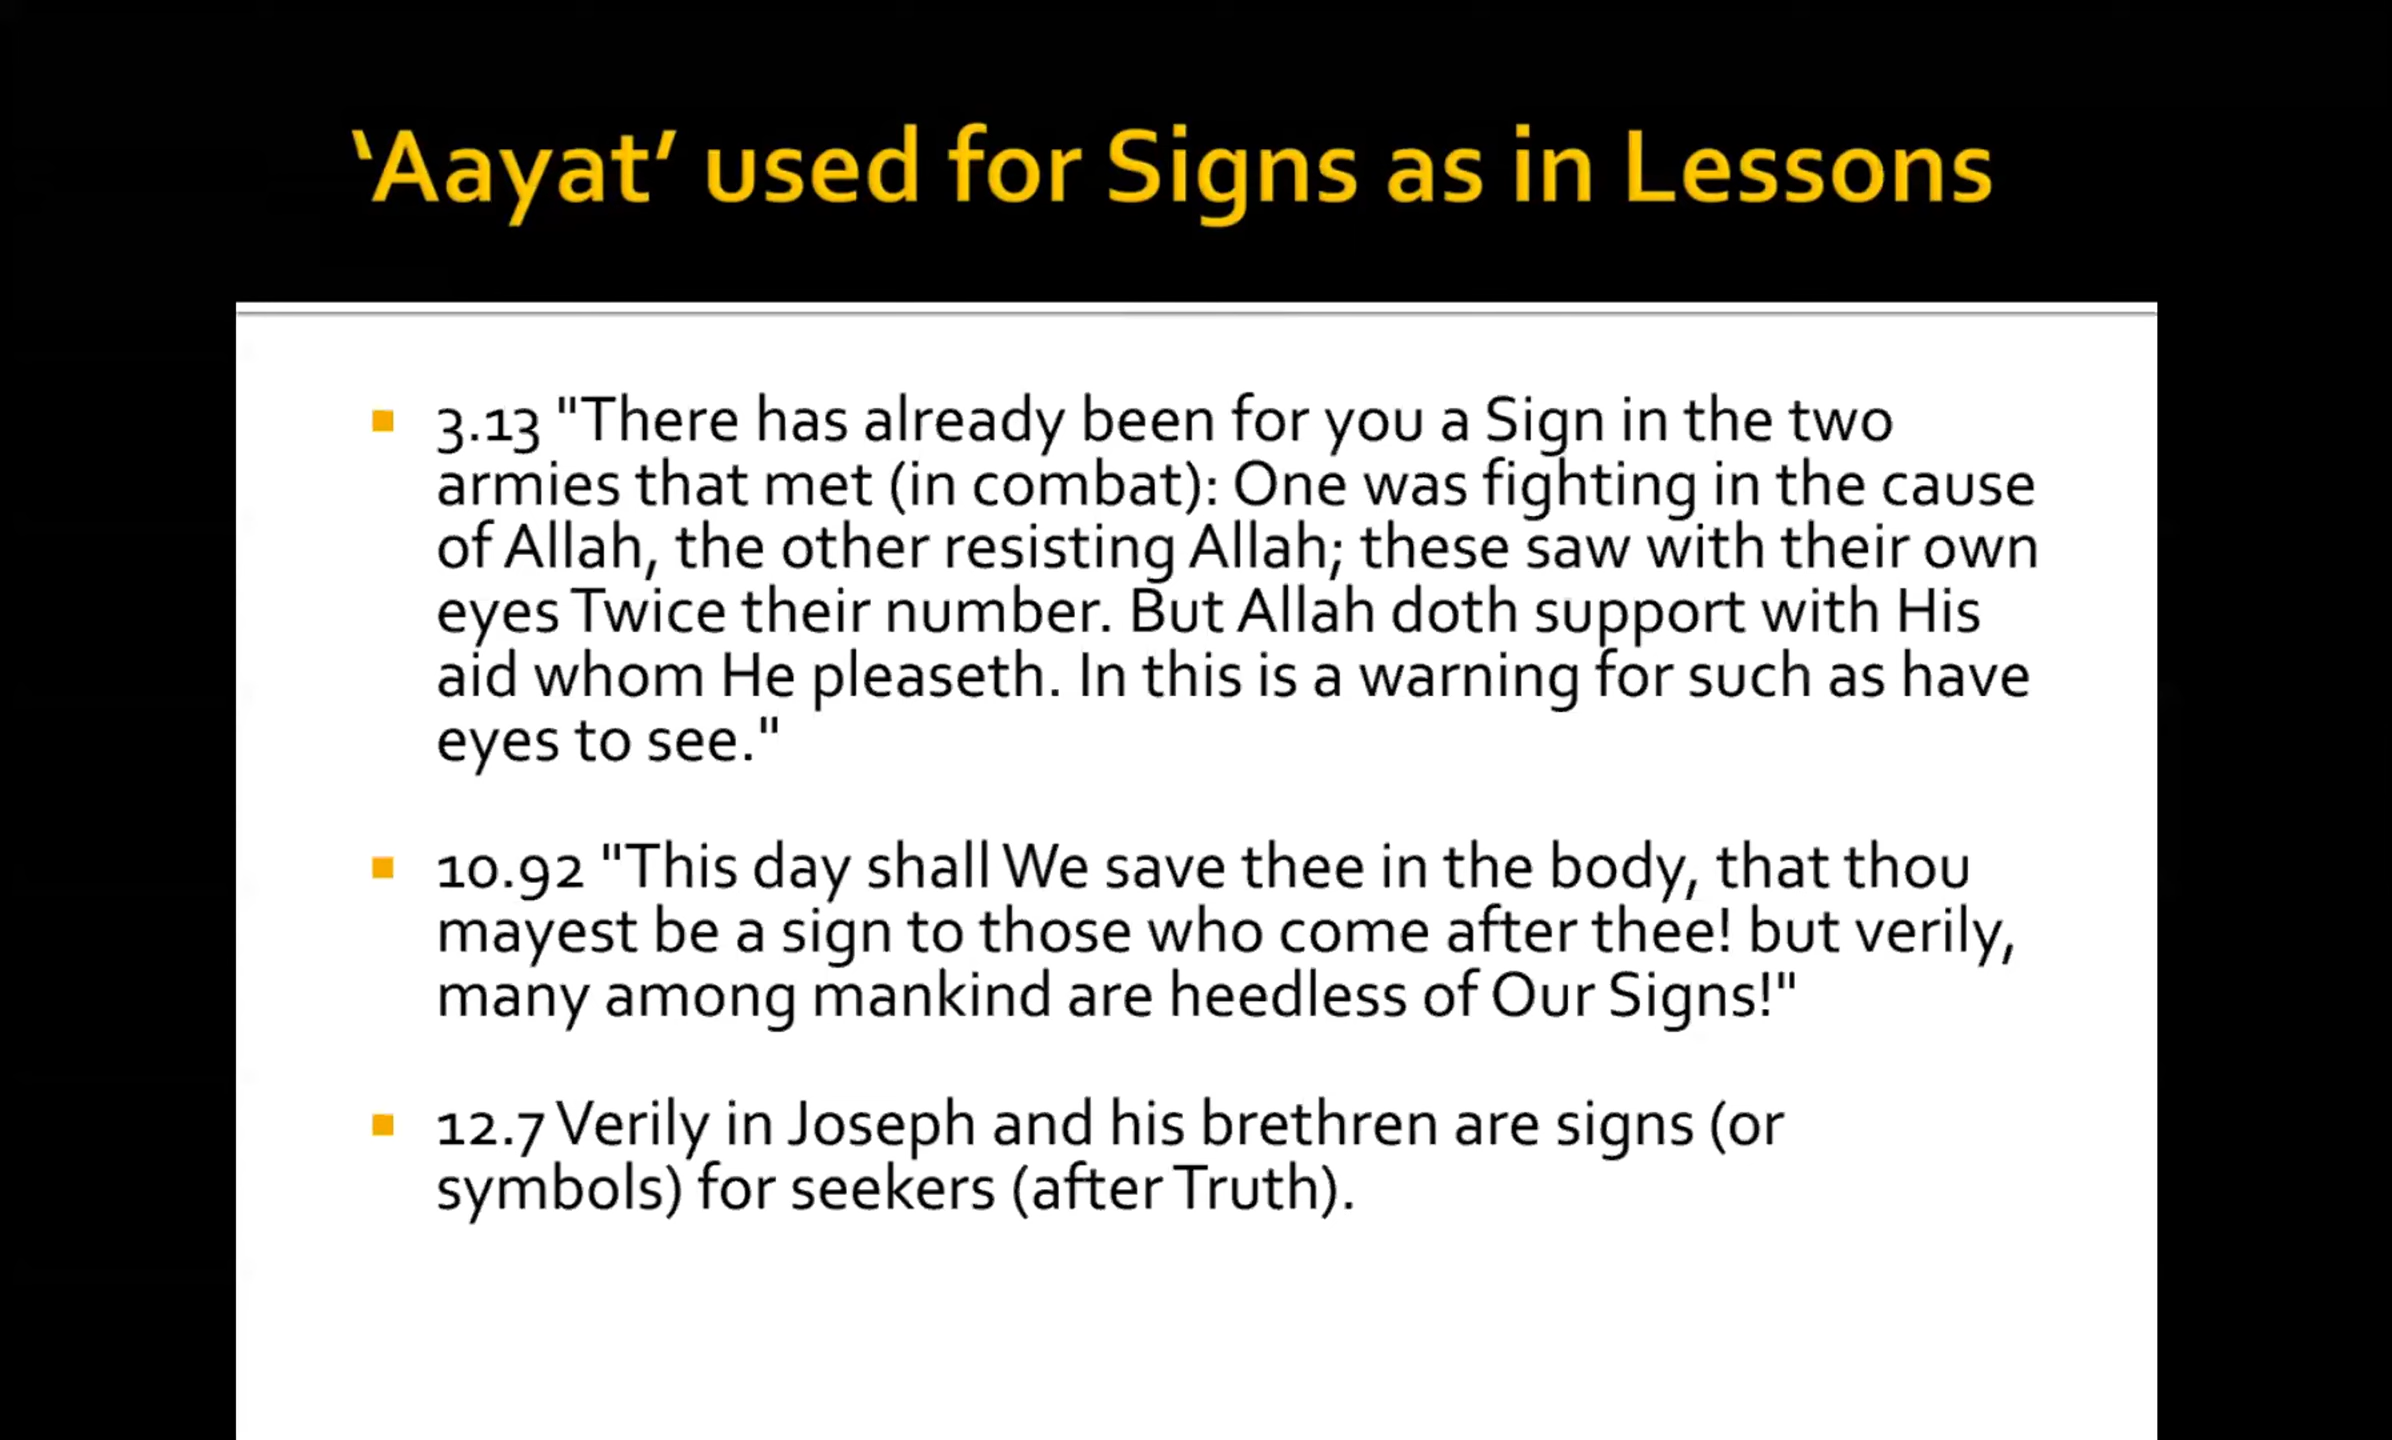 ‘Aayat’ used for Signs as in Lessons
3.13 "There has already been for you a Sign in the two
armies that met (in combat): One was fighting in the cause
of Allah, the other resisting Allah; these saw with their own
eyes Twice their number. But Allah doth support with His
aid whom He pleaseth. In this is a warning for such as have
eyes to see."
10.92 "This day shall We save thee in the body, that thou
mayest be a sign to those who come after thee! but verily,
many among mankind are heedless of Our Signs!"
12.7 Verily in Joseph and his brethren are signs (or
symbols) for seekers (after Truth).